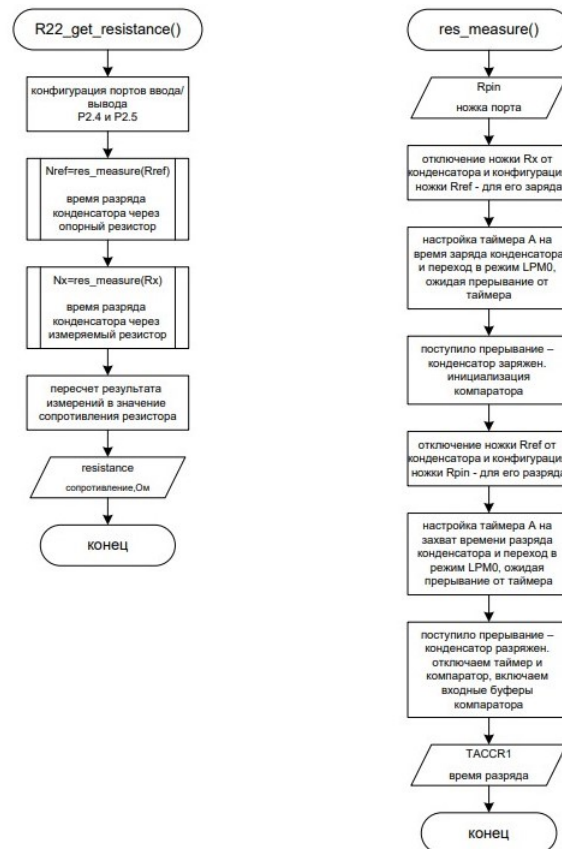 R22_get_resistance()
конфигурация портов ввода/
вывода
P2.4 и P2.5
Nref=res_measure(Rref)
время разряда
конденсатора через
опорный резистор
Nx=res_measure(Rx)
время разряда
конденсатора через
измеряемый резистор
пересчет результата
измерений в значение
сопротивления резистора
resistance
сопротивление,Ом
конец
res_measure()
Rpin
ножка порта
отключение ножки Rx от
конденсатора и конфигураци
ножки Rref - для его заряда
настройка таймера А на
время заряда конденсатора
и переход в режим LPM0,
ожидая прерывание от
таймера
поступило прерывание –
конденсатор заряжен.
инициализация
компаратора
отключение ножки Rref от
конденсатора и конфигураци
ножки Rpin - для его разряда
настройка таймера А на
захват времени разряда
конденсатора и переход в
режим LPM0, ожидая
прерывание от таймера
поступило прерывание –
конденсатор разряжен.
отключаем таймер и
компаратор, включаем
входные буферы
компаратора
TACCR1
время разряда
конец